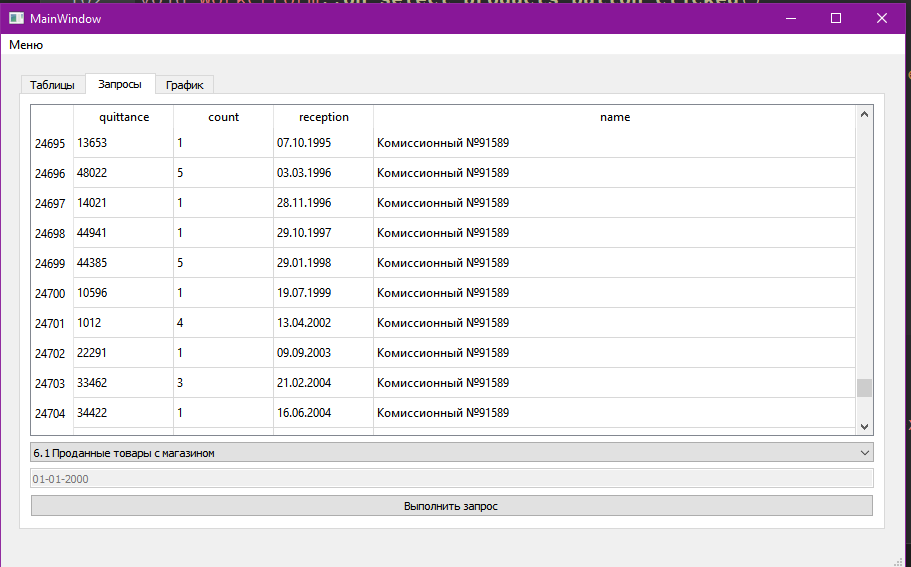 MainWindow
Меню
Таблицы Запросы График
quittance count reception name
24695 13653 1 07.10.1995 Комиссионный №91589
24696 48022 5 03.03.1996 Комиссионный №91589
24697 14021 1 28.11.1996 Комиссионный №91589
24698 44941 1 29.10.1997 Комиссионный №91589
24699 44385 5 29.01.1998 Комиссионный №91589
24700 10596 1 19.07.1999 Комиссионный №91589
24701 1012 4 13.04.2002 Комиссионный №91589
24702 22291 1 09.09.2003 Комиссионный №91589
24703 33462 3 21.02.2004 Комиссионный №91589
24704 34422 1 16.06.2004 Комиссионный №91589
6.1 Проданные товары с магазином
01-01-2000
Выполнить запрос